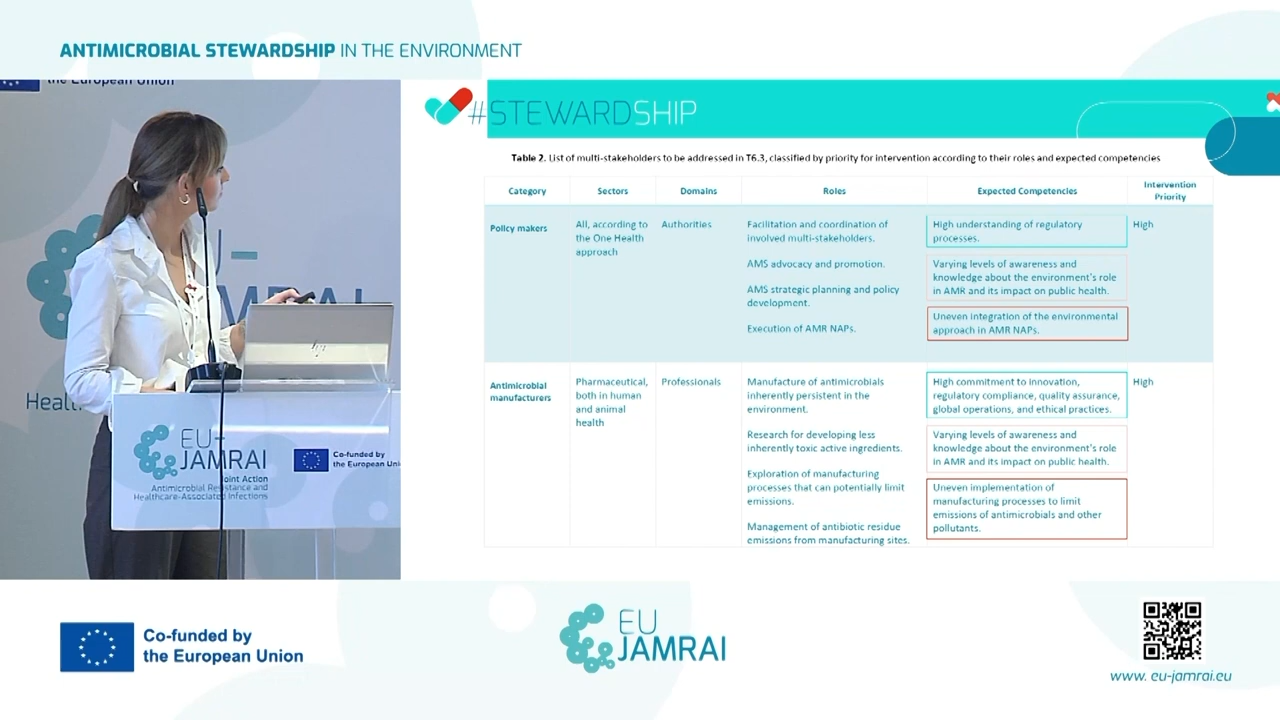 ANTIMICROBIAL STEWARDSHIP IN THE ENVIRONMENT
the European Union
#STEWARDSHIP
Table 2. List of multi-stakeholders to be addressed in T6.3, classified by priority for intervention according to their roles and expected competencies
Category
Sectors
Domains
Roles
Expected Competencies
Intervention
Priority
Policy makers
All, according to
the One Health
approach
Authorities
Facilitation and coordination of
involved multi-stakeholders.
AMS advocacy and promotion.
AMS strategic planning and policy
development.
Execution of AMR NAPs.
High understanding of regulatory
processes.
Varying levels of awareness and
knowledge about the environment's role
in AMR and its impact on public health.
Uneven integration of the environmental
approach in AMR NAPs.
High
Antimicrobial
manufacturers
Pharmaceutical,
both in human
and animal
health
Professionals
Manufacture of antimicrobials
inherently persistent in the
environment.
Research for developing less
inherently toxic active ingredients.
Exploration of manufacturing
processes that can potentially limit
emissions.
Management of antibiotic residue
emissions from manufacturing sites.
High commitment to innovation,
regulatory compliance, quality assurance,
global operations, and ethical practices.
Varying levels of awareness and
knowledge about the environment's role
in AMR and its impact on public health.
Uneven implementation of
manufacturing processes to limit
emissions of antimicrobials and other
pollutants.
High
EU-
JAMRAI
Joint Action
Antimicrobial Resistance and
Healthcare-Associated Infections
Co-funded by
the European Uni
Co-funded by
the European Union
EU
JAMRAI
www. eu-jamrai.eu